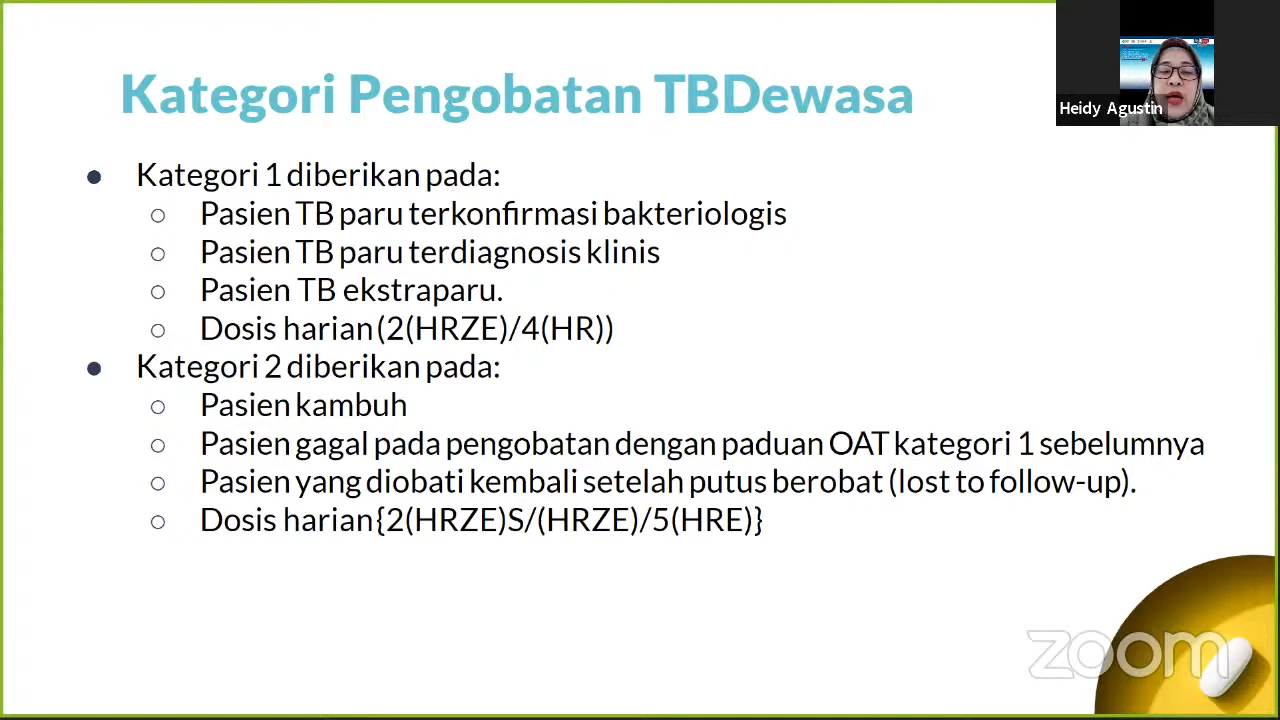 Kategori Pengobatan TBDewasa
Heidy Agustin
● Kategori 1 diberikan pada:
○ Pasien TB paru terkonfirmasi bakteriologis
○ Pasien TB paru terdiagnosis klinis
○ Pasien TB ekstraparu.
○ Dosis harian (2(HRZE)/4(HR))
● Kategori 2 diberikan pada:
○ Pasien kambuh
○ Pasien gagal pada pengobatan dengan paduan OAT kategori 1 sebelumnya
○ Pasien yang diobati kembali setelah putus berobat (lost to follow-up).
○ Dosis harian {2(HRZE)S/(HRZE)/5(HRE)}
zoom